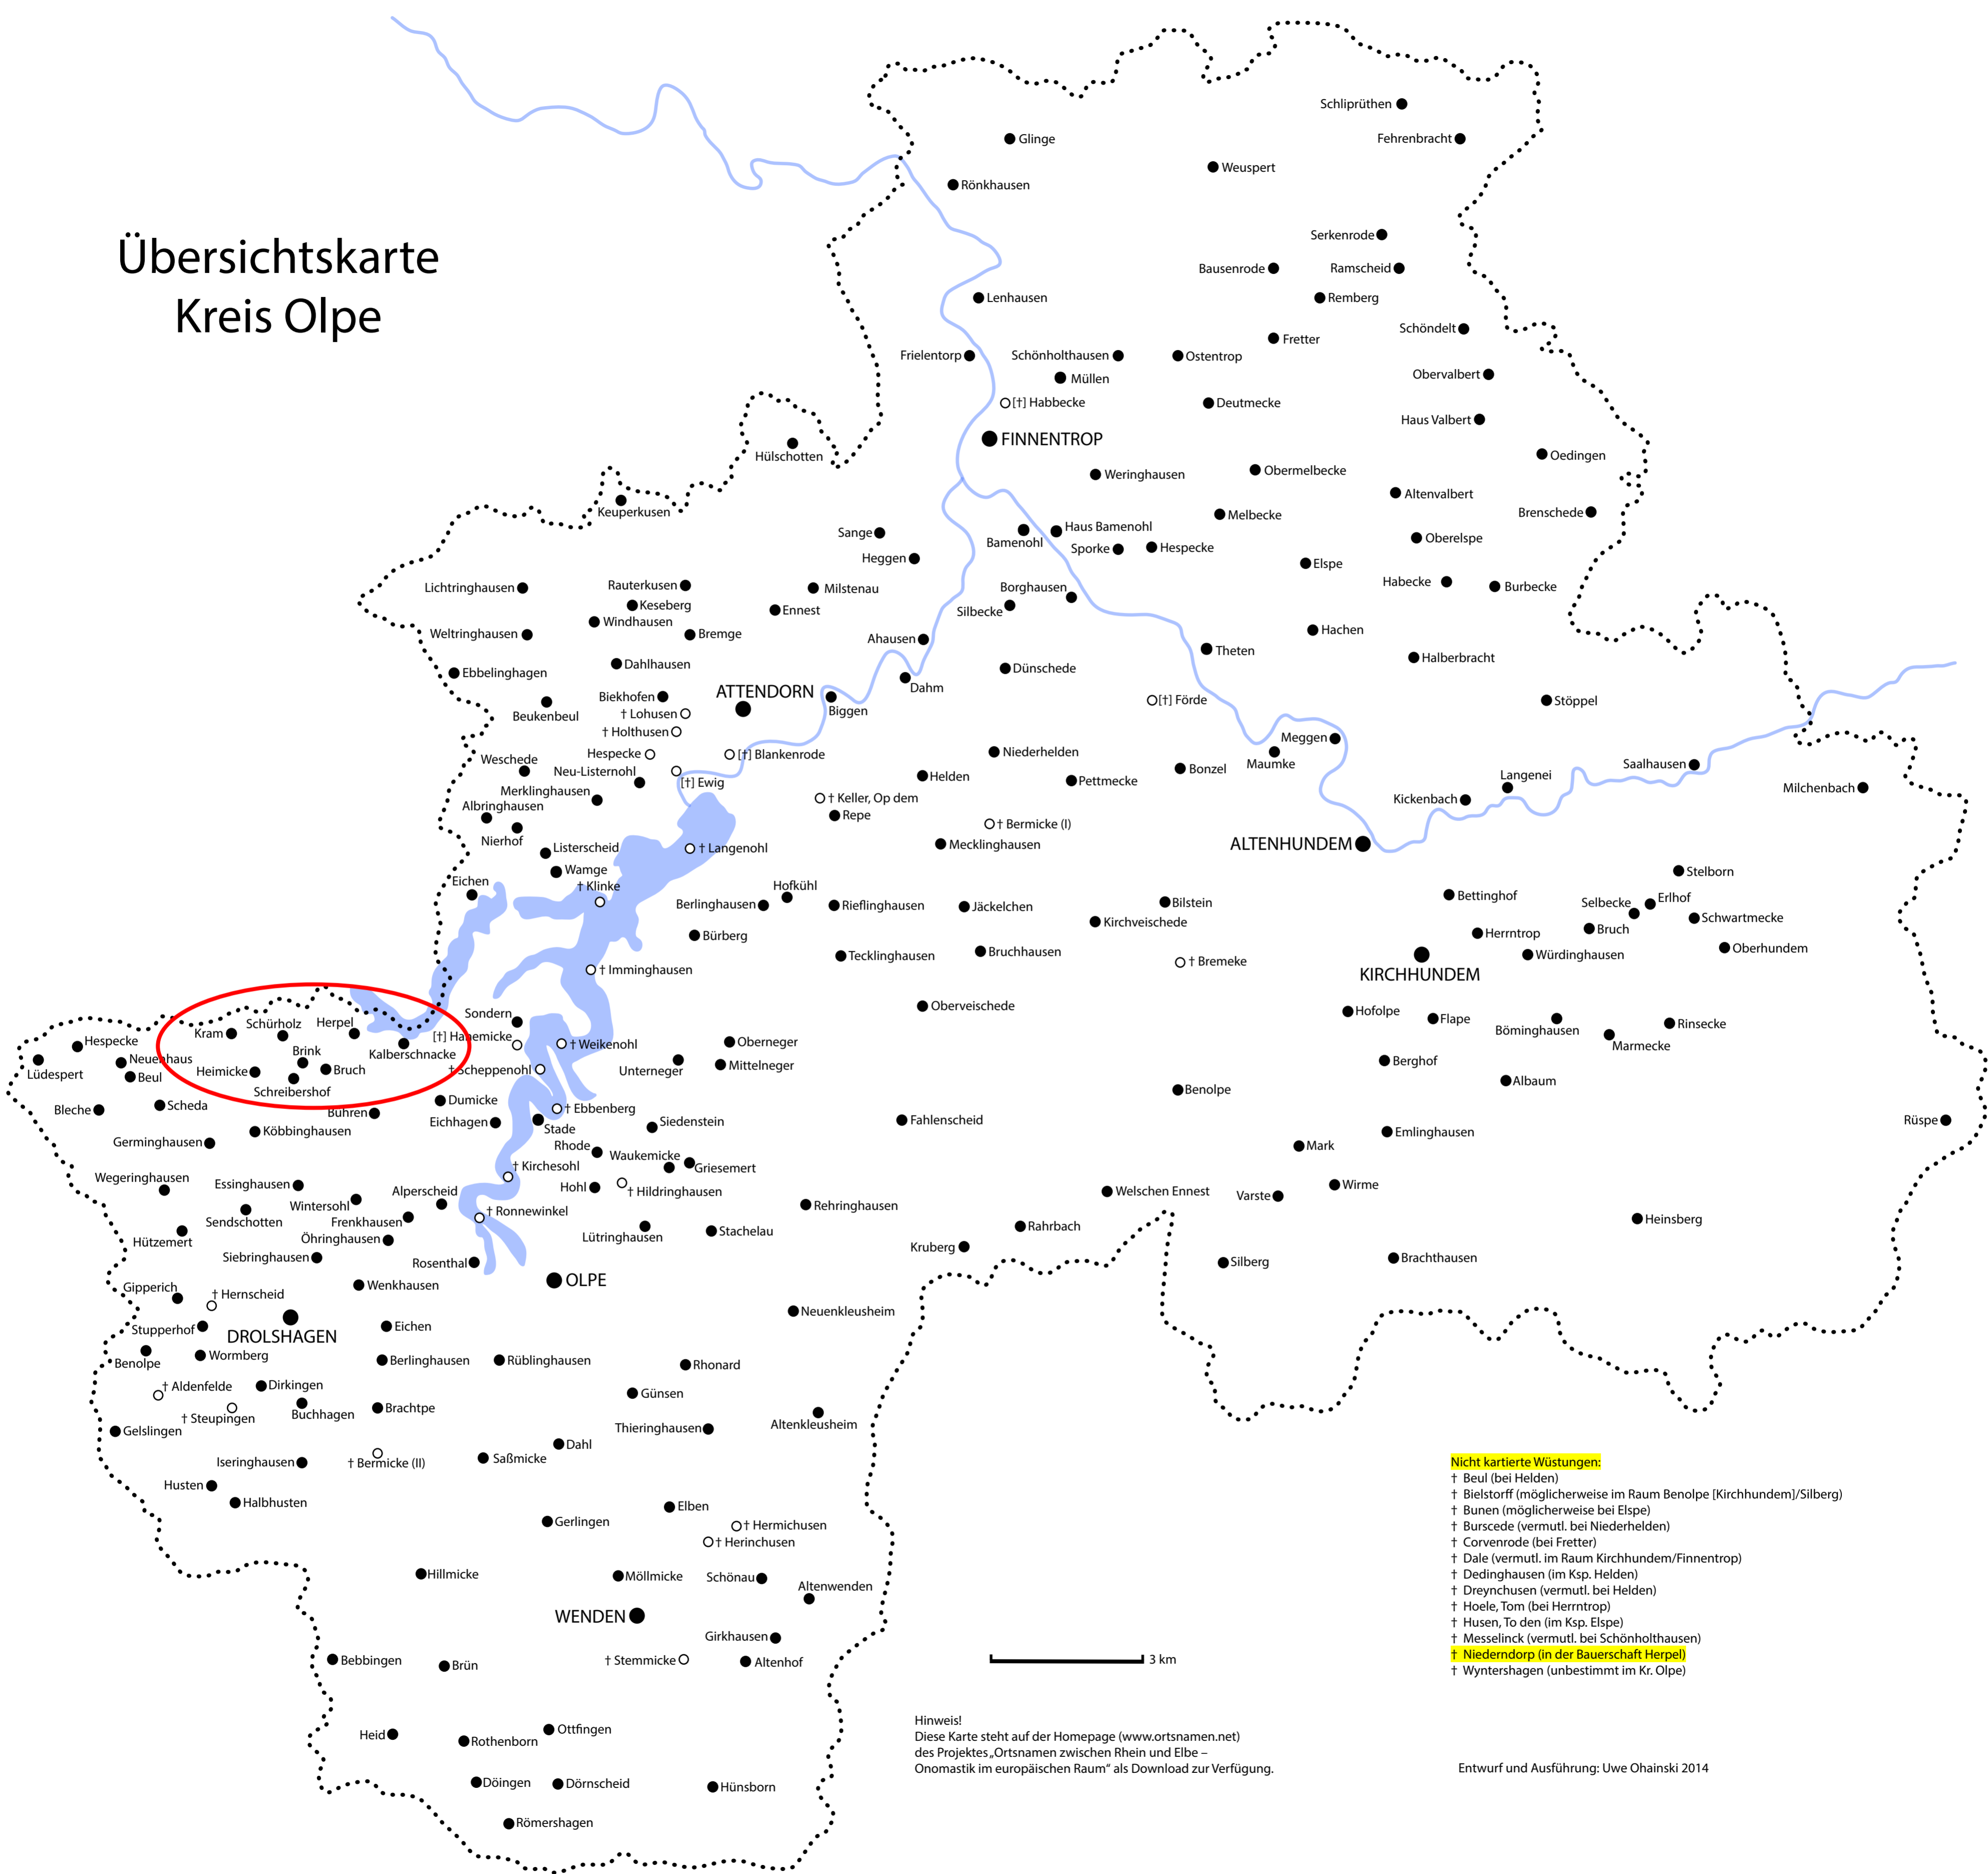 Übersichtskarte
Kreis Olpe
Schliprüthen
Glinge
Fehrenbracht
Weuspert
Rönkhausen
Serkenrode
Bausenrode
Ramscheid
Lenhausen
Remberg
Schöndelt
Fretter
Frielentorp
Schönholthausen
Ostentrop
Müllen
Obervalbert
[†] Habbecke
Deutmecke
Haus Valbert
FINNENTROP
Hülschotten
Oedingen
Weringhausen
Obermelbecke
Altenvalbert
Keuperkusen
Brenschede
Melbecke
Sange
Haus Bamenohl
Bamenohl
Oberelspe
Sporke
Hespecke
Heggen
Elspe
Habecke
Burbecke
Lichtringhausen
Rauterkusen
Milstenau
Borghausen
Keseberg
Ennest
Silbecke
Windhausen
Weltringhausen
Bremge
Ahausen
Hachen
Theten
Halberbracht
Dahlhausen
Dünschede
Ebbelinghagen
Dahm
Biekhofen
ATTENDORN
Biggen
[†] Förde
Stöppel
Beukenbeul
† Lohusen
† Holthusen
Meggen
Hespecke
[†] Blankenrode
Niederhelden
Maumke
Weschede
Neu-Listernohl
[†] Ewig
Helden
Pettmecke
Bonzel
Langenei
Saalhausen
Milchenbach
Merklinghausen
† Keller, Op dem
Kickenbach
Albringhausen
Repe
† Bermicke (I)
Nierhof
Listerscheid
† Langenohl
Mecklinghausen
ALTENHUNDEM
Wamge
Stelborn
Eichen
† Klinke
Hofkühl
Bettinghof
Berlinghausen
Rieflinghausen
Jäckelchen
Bilstein
Selbecke
Erlhof
Kirchveischede
Schwartmecke
Bürberg
Herrntrop
Bruch
Oberhundem
Tecklinghausen
Bruchhausen
† Bremeke
KIRCHHUNDEM
Würdinghausen
† Imminghausen
Oberveischede
Hofolpe
Flape
Böminghausen
Rinsecke
Marmecke
Sondern
Kram
Schürholz
Herpel
[†] Hanemicke
† Weikenohl
Oberneger
Hespecke
Kalberschnacke
Neuenhaus
Brink
Lüdespert
Beul
Heimicke
Bruch
† Scheppenohl
Unterneger
Mittelneger
Berghof
Schreibershof
Albaum
Benolpe
Bleche
Scheda
Bühren
Dumicke
† Ebbenberg
Eichhagen
Stade
Siedenstein
Fahlenscheid
Rüspe
Germinghausen
Köbbinghausen
Rhode
Emlinghausen
Mark
Waukemicke
Griesemert
† Kirchesohl
Wegeringhausen
Essinghausen
Hohl
† Hildringhausen
Welschen Ennest
Varste
Wirme
Wintersohl
Alperscheid
Rehringhausen
Sendschotten
Frenkhausen
† Ronnewinkel
Heinsberg
Hützemert
Öhringhausen
Lütringhausen
Stachelau
Rahrbach
Siebringhausen
Rosenthal
Kruberg
Silberg
Brachthausen
Gipperich
† Hernscheid
Wenkhausen
OLPE
Neuenkleusheim
Stupperhof
DROLSHAGEN
Eichen
Benolpe
Wormberg
Berlinghausen
Rüblinghausen
Rhonard
† Aldenfelde
Dirkingen
Günsen
† Steupingen
Buchhagen
Brachtpe
Altenkleusheim
Gelslingen
Thieringhausen
Dahl
Iseringhausen
† Bermicke (II)
Saßmicke
Husten
Halbhusten
Elben
Gerlingen
† Hermichusen
† Herinchusen
Hillmicke
Möllmicke
Schönau
Altenwenden
WENDEN
Girkhausen
Bebbingen
Brün
† Stemmicke
Altenhof
Heid
Rothenborn
Ottfingen
Döingen
Dörnscheid
Hünsborn
Römershagen
Nicht kartierte Wüstungen:
† Beul (bei Helden)
† Bielstorff (möglicherweise im Raum Benolpe [Kirchhundem]/Silberg)
† Bunen (möglicherweise bei Elspe)
† Burscede (vermutl. bei Niederhelden)
† Corvenrode (bei Fretter)
† Dale (vermutl. im Raum Kirchhundem/Finnentrop)
† Dedinghausen (im Ksp. Helden)
† Dreynchusen (vermutl. bei Helden)
† Hoele, Tom (bei Herrntrop)
† Husen, To den (im Ksp. Elspe)
† Messelinck (vermutl. bei Schönholthausen)
† Niederndorp (in der Bauerschaft Herpel)
† Wyntershagen (unbestimmt im Kr. Olpe)
3 km
Hinweis!
Diese Karte steht auf der Homepage (www.ortsnamen.net)
des Projektes „Ortsnamen zwischen Rhein und Elbe –
Onomastik im europäischen Raum“ als Download zur Verfügung.
Entwurf und Ausführung: Uwe Ohainski 2014